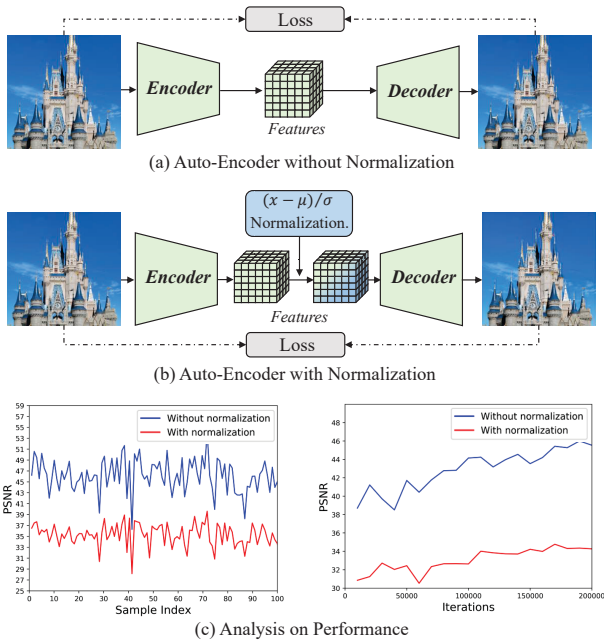 Loss
Encoder
Decoder
Features
(a) Auto-Encoder without Normalization
(x − μ)/σ
Normalization.
Encoder
Decoder
Features
Loss
(b) Auto-Encoder with Normalization
59
57
55
53
51
49
47
45
43
41
39
37
35
33
31
29
27
25
PSNR
Without normalization
With normalization
1 10 20 30 40 50 60 70 80 90 100
Sample Index
48
46
44
42
40
38
36
34
32
30
PSNR
Without normalization
With normalization
0 50000 100000 150000 200000
Iterations
(c) Analysis on Performance